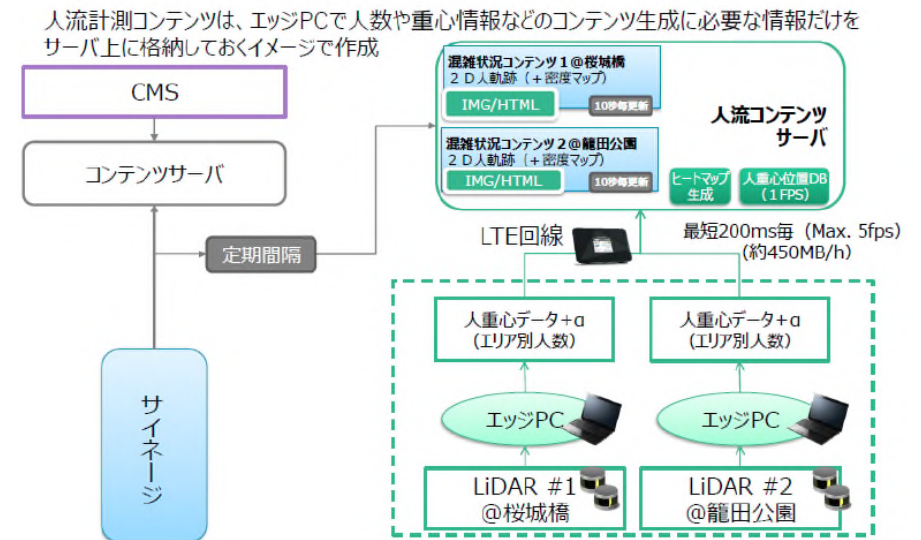 人流計測コンテンツは、エッジPCで人数や重心情報などのコンテンツ生成に必要な情報だけを
サーバ上に格納しておくイメージで作成
CMS
コンテンツサーバ
定期間隔
サイネージ
混雑状況コンテンツ1@桜城橋
2D人軌跡（+密度マップ）
IMG/HTML
10秒毎更新
混雑状況コンテンツ2@籠田公園
2D人軌跡（+密度マップ）
IMG/HTML
10秒毎更新
人流コンテンツ
サーバ
ヒートマップ
生成
人重心位置DB
（1FPS）
LTE回線
最短200ms毎（Max. 5fps）
(約450MB/h)
人重心データ+α
(エリア別人数)
人重心データ+α
(エリア別人数)
エッジPC
エッジPC
LiDAR #1
@桜城橋
LiDAR #2
@籠田公園